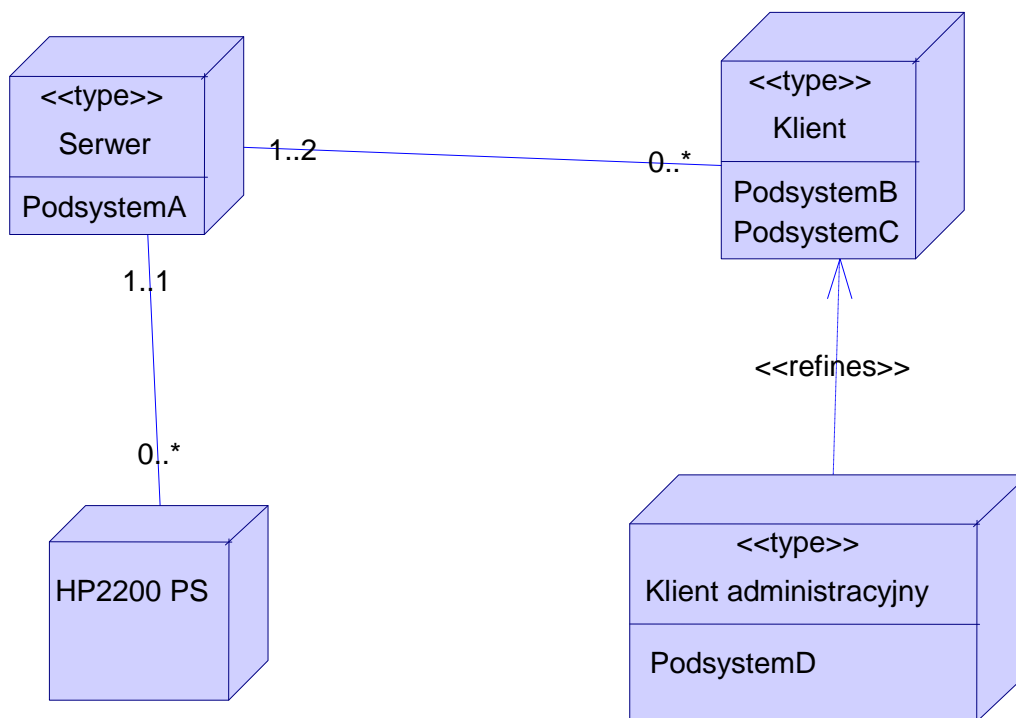 <<type>>
Serwer
PodsystemA
1..2
0..*
<<type>>
Klient
PodsystemB
PodsystemC
1..1
0..*
<<refines>>
HP2200 PS
<<type>>
Klient administracyjny
PodsystemD